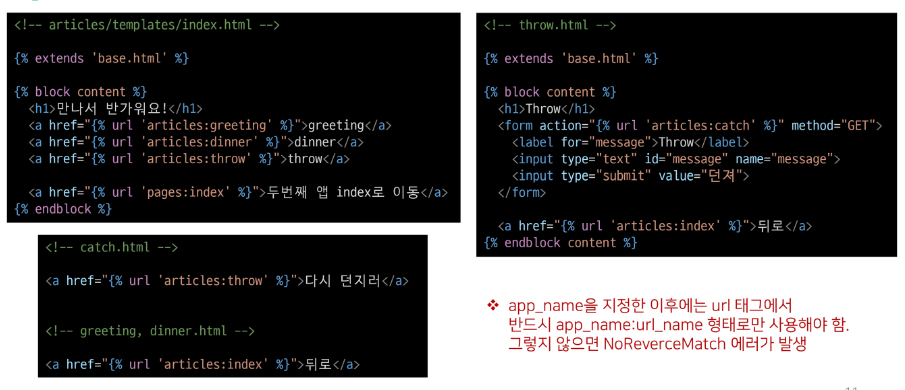 <!-- articles/templates/index.html -->
{% extends 'base.html' %}
{% block content %}
<h1>만나서 반가워요!</h1>
<a href="{% url 'articles:greeting' %}">greeting</a>
<a href="{% url 'articles:dinner' %}">dinner</a>
<a href="{% url 'articles:throw' %}">throw</a>
<a href="{% url 'pages:index' %}">두번째 앱 index로 이동</a>
{% endblock %}
<!-- catch.html -->
<a href="{% url 'articles:throw' %}">다시 던지러</a>
<!-- greeting, dinner.html -->
<a href="{% url 'articles:index' %}">뒤로</a>
<!-- throw.html -->
{% extends 'base.html' %}
{% block content %}
<h1>Throw</h1>
<form action="{% url 'articles:catch' %}" method="GET">
<label for="message">Throw</label>
<input type="text" id="message" name="message">
<input type="submit" value="던져">
</form>
<a href="{% url 'articles:index' %}">뒤로</a>
{% endblock content %}
❖ app_name을 지정한 이후에는 url 태그에서
반드시 app_name:url_name 형태로만 사용해야 함.
그렇지 않으면 NoReverceMatch 에러가 발생